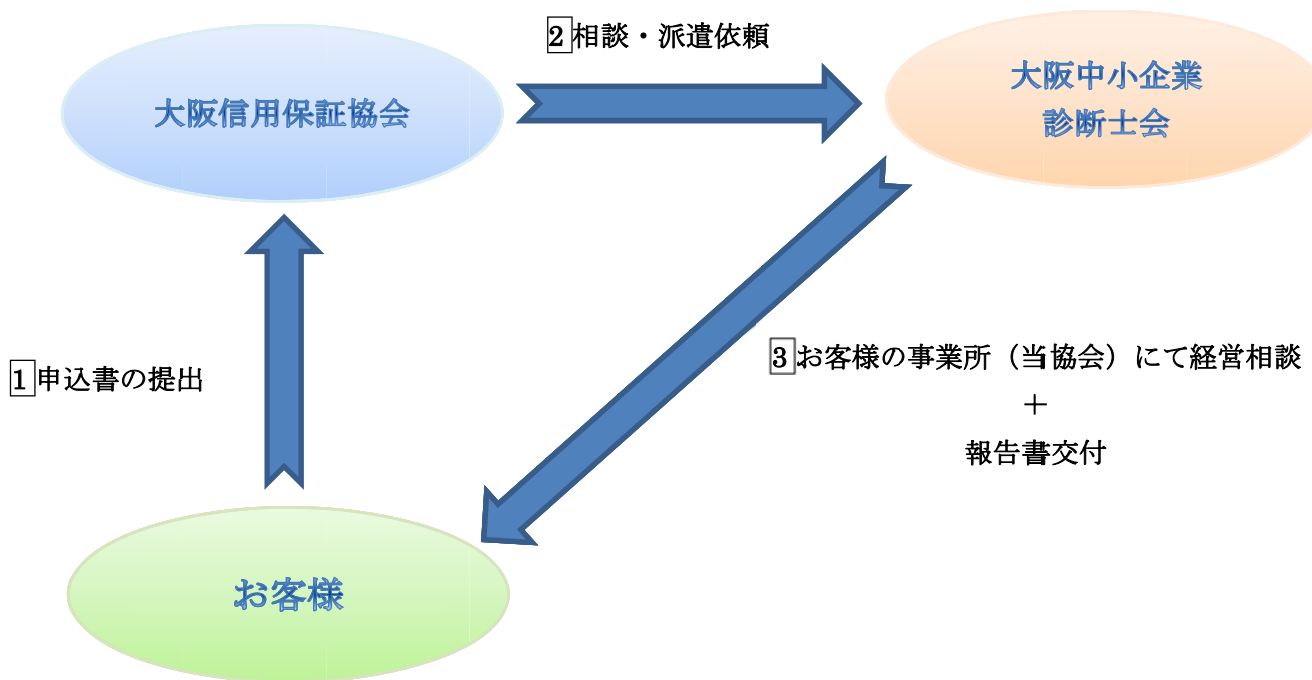 2相談・派遣依頼
大阪信用保証協会
大阪中小企業
診断士会
1申込書の提出
3お客様の事業所（当協会）にて経営相談
＋
報告書交付
お客様